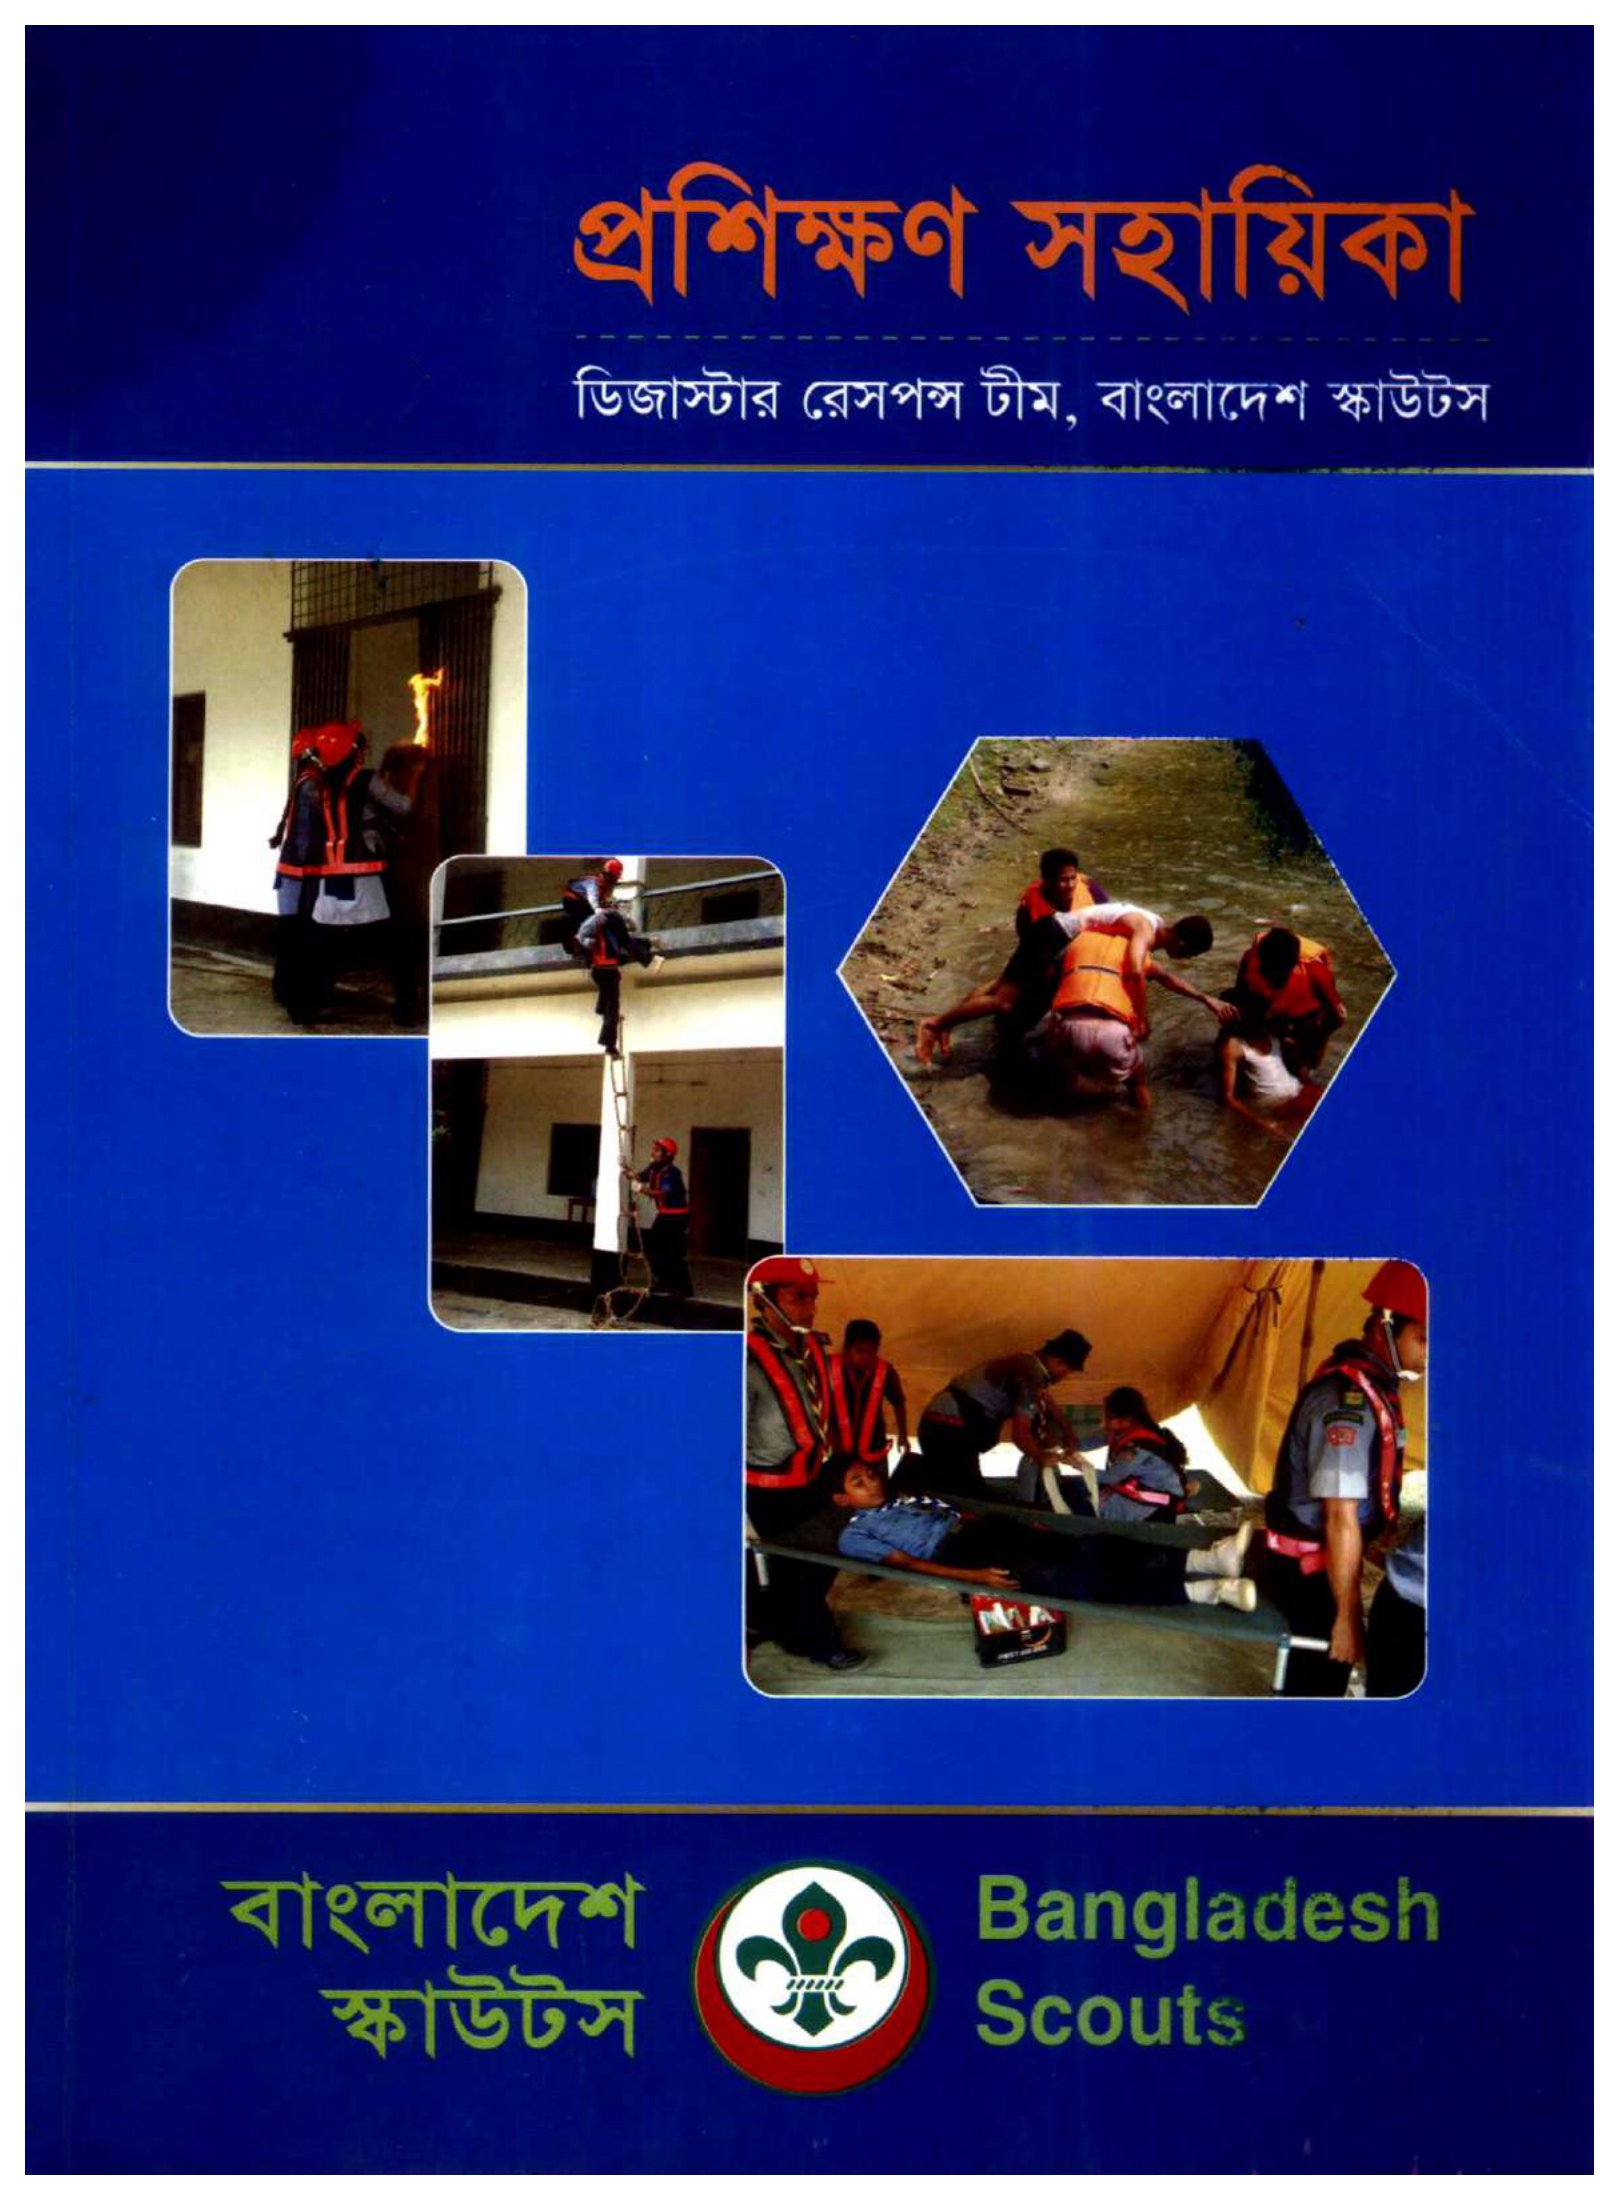 প্রশিক্ষণ সহায়িকা
ডিজাস্টার রেসপন্স টীম, বাংলাদেশ স্কাউটস
বাংলাদেশ
স্কাউটস
Bangladesh
Scouts